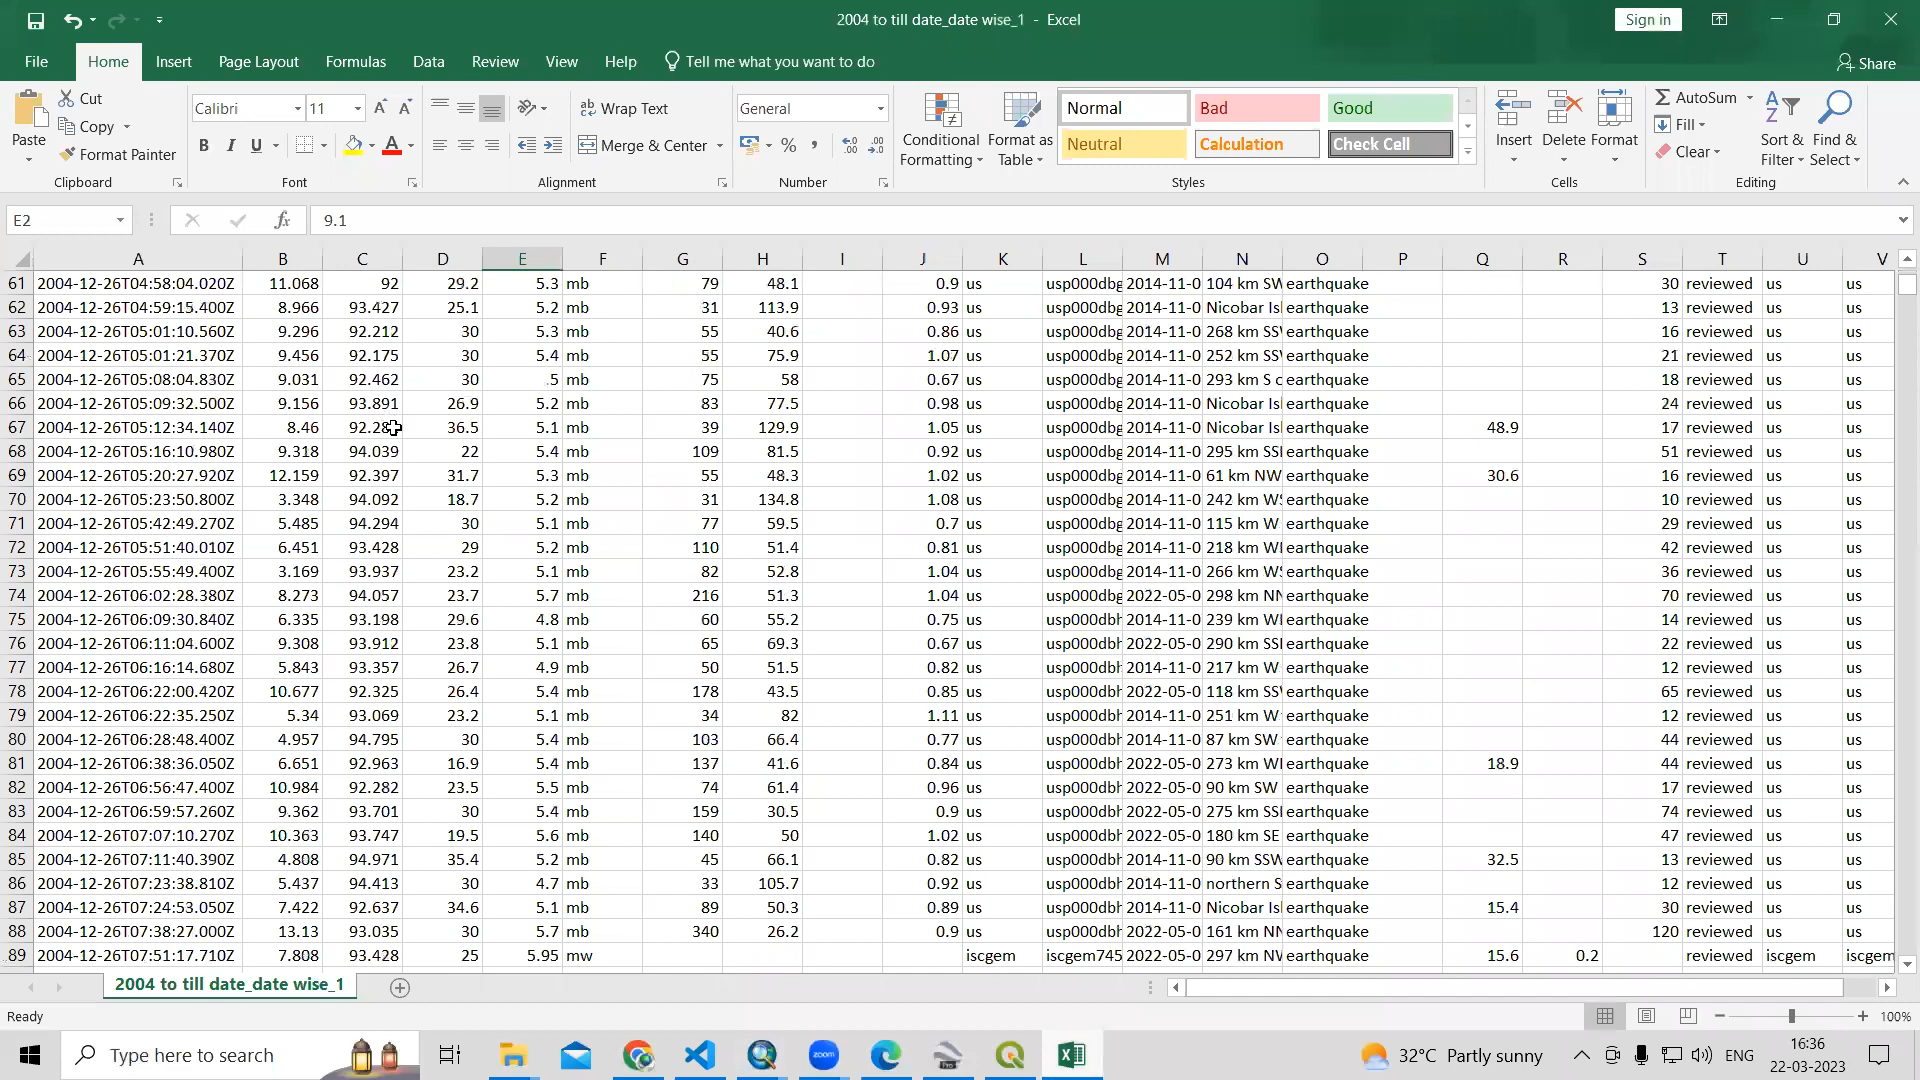 2004 to till date_date wise_1 - Excel
Sign in
File Home Insert Page Layout Formulas Data Review View Help Tell me what you want to do Share
Paste Cut Copy Format Painter Clipboard
Calibri 11 B I U A A Font
Wrap Text Merge & Center Alignment
General % , Number
Conditional Formatting Format as Table
Normal Bad Good
Neutral Calculation Check Cell
Styles
Insert Delete Format Cells
AutoSum Fill Clear Sort & Filter Find & Select Editing
E2 fx 9.1
A B C D E F G H I J K L M N O P Q R S T U V
61 2004-12-26T04:58:04.020Z 11.068 92 29.2 5.3 mb 79 48.1 0.9 us usp000dbg 2014-11-0 104 km SW earthquake 30 reviewed us us
62 2004-12-26T04:59:15.400Z 8.966 93.427 25.1 5.2 mb 31 113.9 0.93 us usp000dbg 2014-11-0 Nicobar Isl earthquake 13 reviewed us us
63 2004-12-26T05:01:10.560Z 9.296 92.212 30 5.3 mb 55 40.6 0.86 us usp000dbg 2014-11-0 268 km SSW earthquake 16 reviewed us us
64 2004-12-26T05:01:21.370Z 9.456 92.175 30 5.4 mb 55 75.9 1.07 us usp000dbg 2014-11-0 252 km SSW earthquake 21 reviewed us us
65 2004-12-26T05:08:04.830Z 9.031 92.462 30 5 mb 75 58 0.67 us usp000dbg 2014-11-0 293 km S o earthquake 18 reviewed us us
66 2004-12-26T05:09:32.500Z 9.156 93.891 26.9 5.2 mb 83 77.5 0.98 us usp000dbg 2014-11-0 Nicobar Isl earthquake 24 reviewed us us
67 2004-12-26T05:12:34.140Z 8.46 36.5 5.1 mb 39 129.9 1.05 us usp000dbg 2014-11-0 Nicobar Isl earthquake 48.9 17 reviewed us us
68 2004-12-26T05:16:10.980Z 9.318 94.039 22 5.4 mb 109 81.5 0.92 us usp000dbg 2014-11-0 295 km SSE earthquake 51 reviewed us us
69 2004-12-26T05:20:27.920Z 12.159 92.397 31.7 5.3 mb 55 48.3 1.02 us usp000dbg 2014-11-0 61 km NW earthquake 30.6 16 reviewed us us
70 2004-12-26T05:23:50.800Z 3.348 94.092 18.7 5.2 mb 31 134.8 1.08 us usp000dbg 2014-11-0 242 km WS earthquake 10 reviewed us us
71 2004-12-26T05:42:49.270Z 5.485 94.294 30 5.1 mb 77 59.5 0.7 us usp000dbg 2014-11-0 115 km W earthquake 29 reviewed us us
72 2004-12-26T05:51:40.010Z 6.451 93.428 29 5.2 mb 110 51.4 0.81 us usp000dbg 2014-11-0 218 km W earthquake 42 reviewed us us
73 2004-12-26T05:55:49.400Z 3.169 93.937 23.2 5.1 mb 82 52.8 1.04 us usp000dbg 2014-11-0 266 km WS earthquake 36 reviewed us us
74 2004-12-26T06:02:28.380Z 8.273 94.057 23.7 5.7 mb 216 51.3 1.04 us usp000dbg 2022-05-0 298 km NN earthquake 70 reviewed us us
75 2004-12-26T06:09:30.840Z 6.335 93.198 29.6 4.8 mb 60 55.2 0.75 us usp000dbh 2014-11-0 239 km W earthquake 14 reviewed us us
76 2004-12-26T06:11:04.600Z 9.308 93.912 23.8 5.1 mb 65 69.3 0.67 us usp000dbh 2022-05-0 290 km SSE earthquake 22 reviewed us us
77 2004-12-26T06:16:14.680Z 5.843 93.357 26.7 4.9 mb 50 51.5 0.82 us usp000dbh 2014-11-0 217 km W earthquake 12 reviewed us us
78 2004-12-26T06:22:00.420Z 10.677 92.325 26.4 5.4 mb 178 43.5 0.85 us usp000dbh 2022-05-0 118 km SSW earthquake 65 reviewed us us
79 2004-12-26T06:22:35.250Z 5.34 93.069 23.2 5.1 mb 34 82 1.11 us usp000dbh 2014-11-0 251 km W earthquake 12 reviewed us us
80 2004-12-26T06:28:48.400Z 4.957 94.795 30 5.4 mb 103 66.4 0.77 us usp000dbh 2014-11-0 87 km SW earthquake 44 reviewed us us
81 2004-12-26T06:38:36.050Z 6.651 92.963 16.9 5.4 mb 137 41.6 0.84 us usp000dbh 2022-05-0 273 km W earthquake 18.9 44 reviewed us us
82 2004-12-26T06:56:47.400Z 10.984 92.282 23.5 5.5 mb 74 61.4 0.96 us usp000dbh 2022-05-0 90 km SW earthquake 17 reviewed us us
83 2004-12-26T06:59:57.260Z 9.362 93.701 30 5.4 mb 159 30.5 0.9 us usp000dbh 2022-05-0 275 km SSE earthquake 74 reviewed us us
84 2004-12-26T07:07:10.270Z 10.363 93.747 19.5 5.6 mb 140 50 1.02 us usp000dbh 2022-05-0 180 km SE earthquake 47 reviewed us us
85 2004-12-26T07:11:40.390Z 4.808 94.971 35.4 5.2 mb 45 66.1 0.82 us usp000dbh 2014-11-0 90 km SSW earthquake 32.5 13 reviewed us us
86 2004-12-26T07:23:38.810Z 5.437 94.413 30 4.7 mb 33 105.7 0.92 us usp000dbh 2014-11-0 northern S earthquake 12 reviewed us us
87 2004-12-26T07:24:53.050Z 7.422 92.637 34.6 5.1 mb 89 50.3 0.89 us usp000dbh 2014-11-0 Nicobar Isl earthquake 15.4 30 reviewed us us
88 2004-12-26T07:38:27.000Z 13.13 93.035 30 5.7 mb 340 26.2 0.9 us usp000dbh 2022-05-0 161 km NN earthquake 120 reviewed us us
89 2004-12-26T07:51:17.710Z 7.808 93.428 25 5.95 mw iscgem iscgem745 2022-05-0 297 km NW earthquake 15.6 0.2 reviewed iscgem iscgem
2004 to till date_date wise_1
Ready 100%
Type here to search zoom Pro 32°C Partly sunny ENG 16:36
22-03-2023